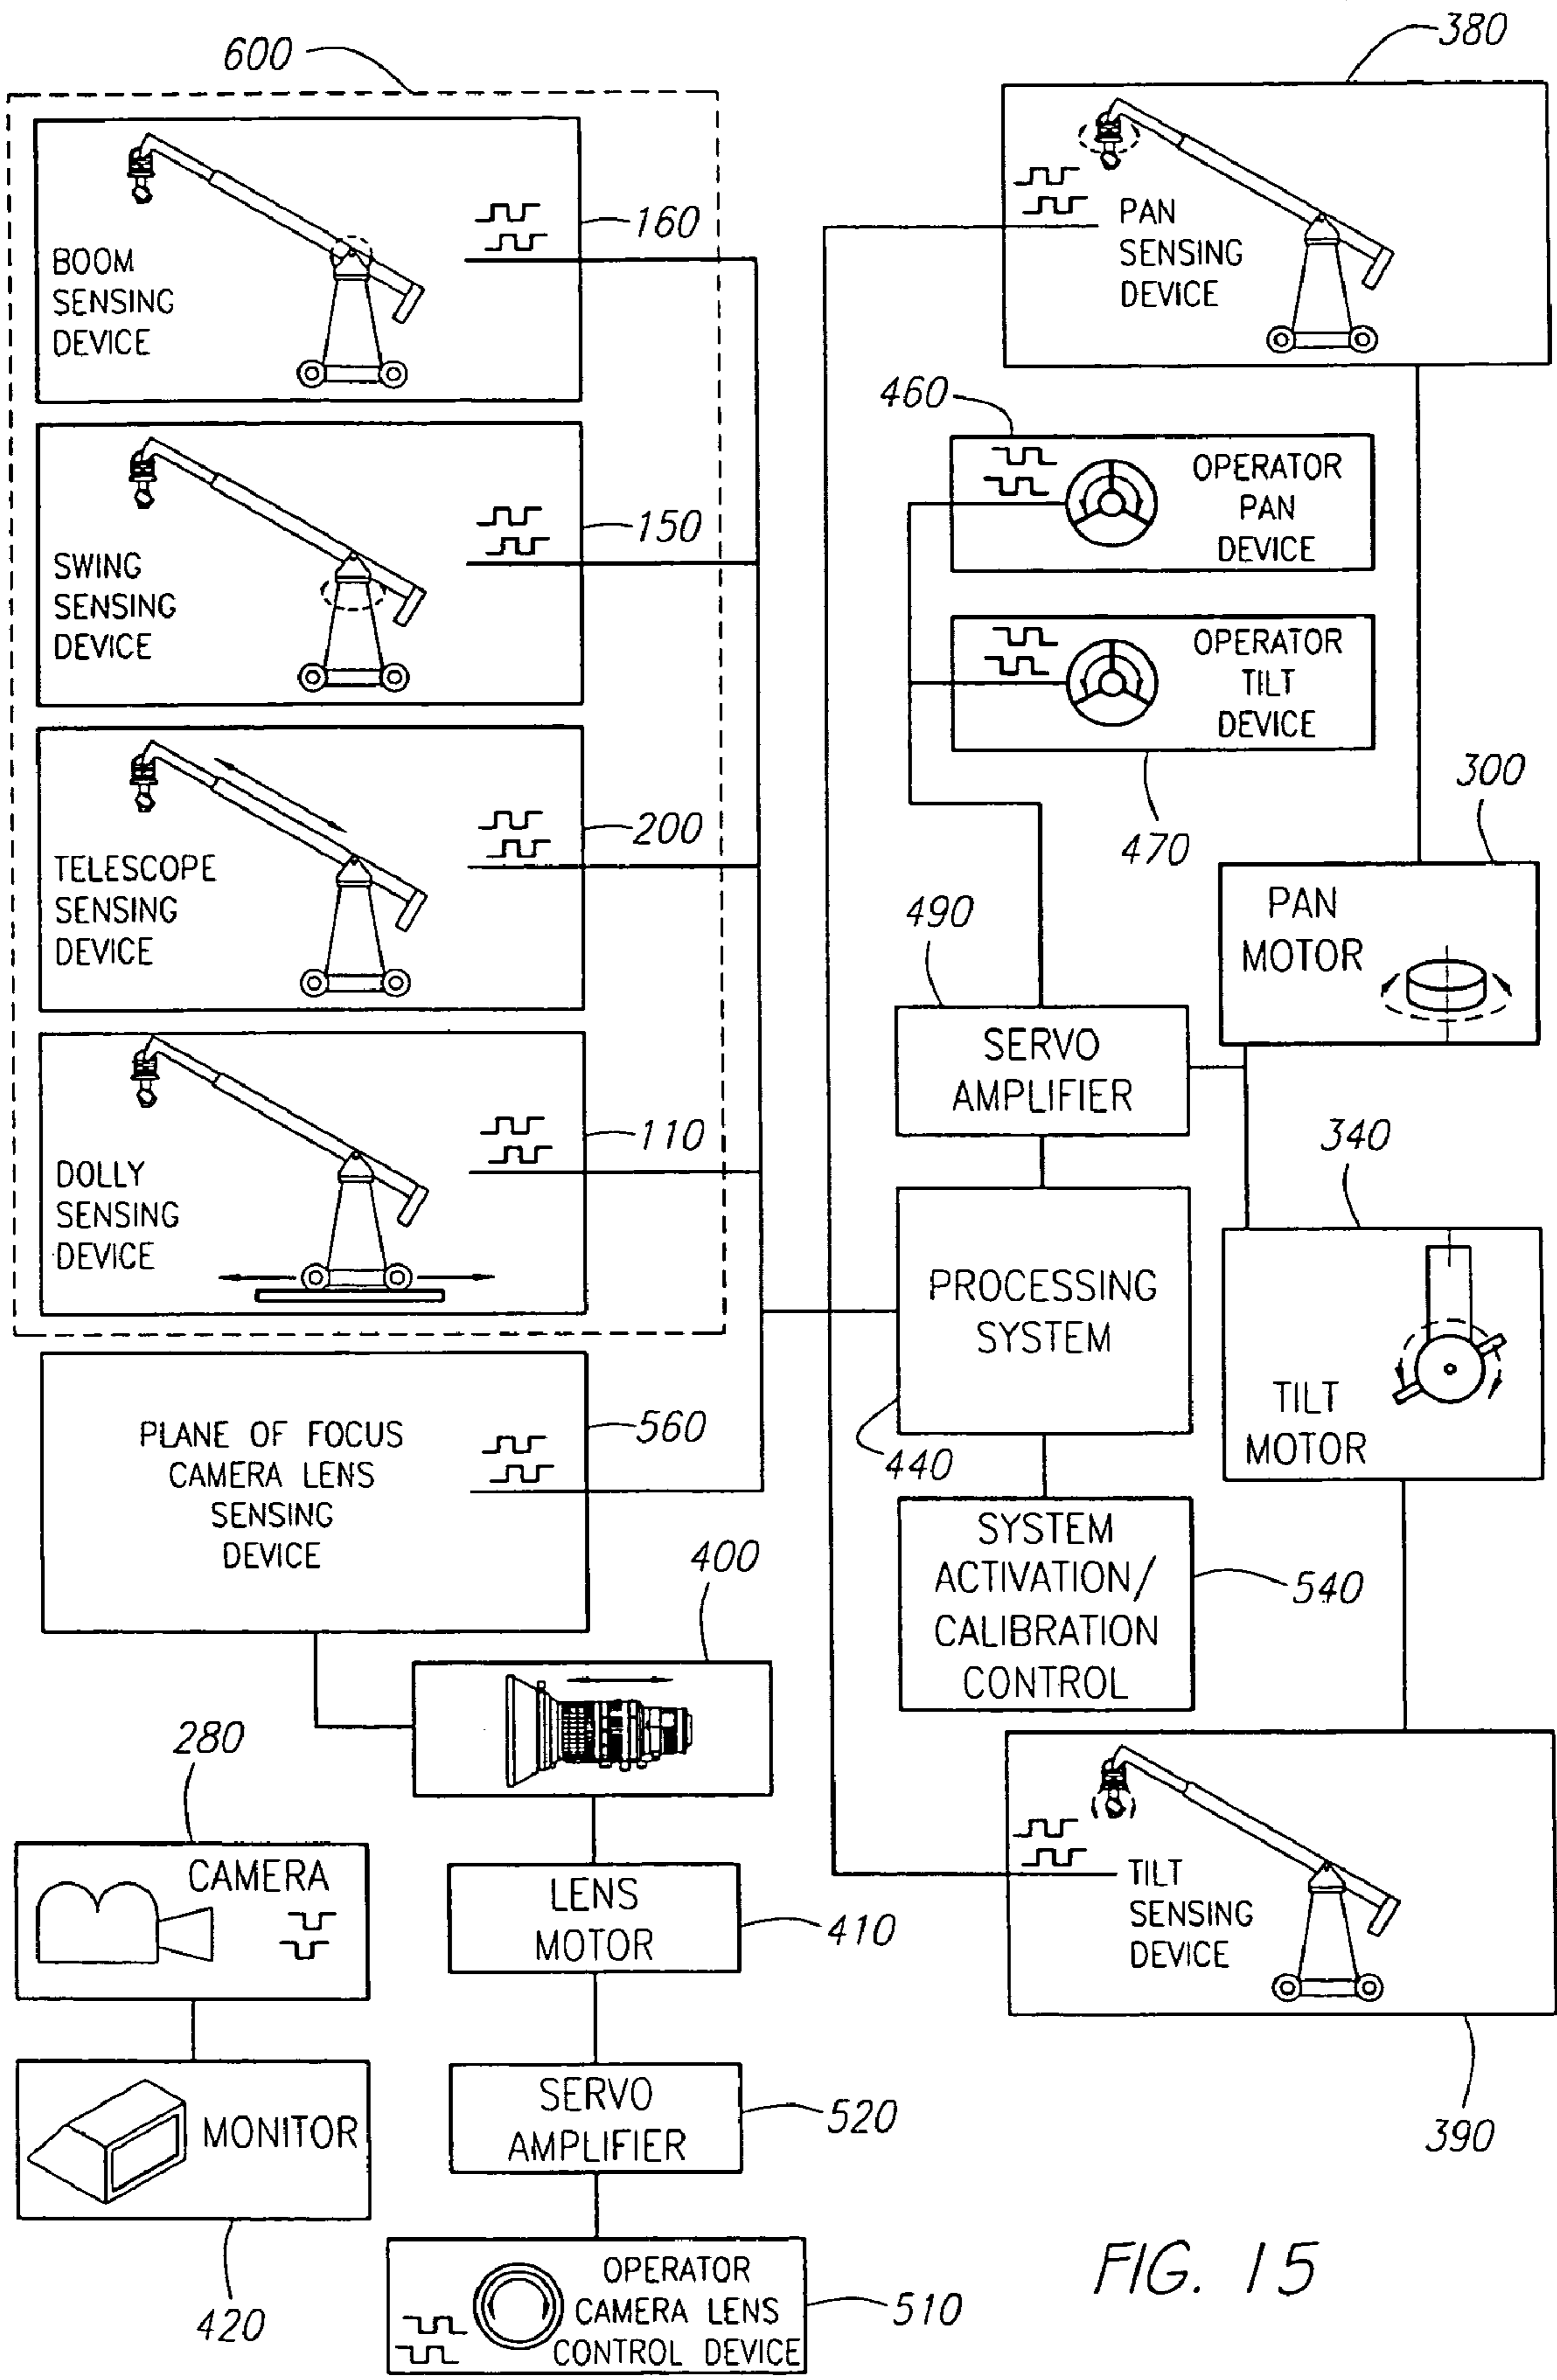 600
380
BOOM
SENSING
DEVICE
160
PAN
SENSING
DEVICE
460
OPERATOR
PAN
DEVICE
SWING
SENSING
DEVICE
150
OPERATOR
TILT
DEVICE
470
TELESCOPE
SENSING
DEVICE
200
300
PAN
MOTOR
490
SERVO
AMPLIFIER
DOLLY
SENSING
DEVICE
110
340
PROCESSING
SYSTEM
440
TILT
MOTOR
PLANE OF FOCUS
CAMERA LENS
SENSING
DEVICE
560
SYSTEM
ACTIVATION/
CALIBRATION
CONTROL
540
400
280
CAMERA
LENS
MOTOR
410
TILT
SENSING
DEVICE
390
MONITOR
420
SERVO
AMPLIFIER
520
OPERATOR
CAMERA LENS
CONTROL DEVICE
510
FIG. 15